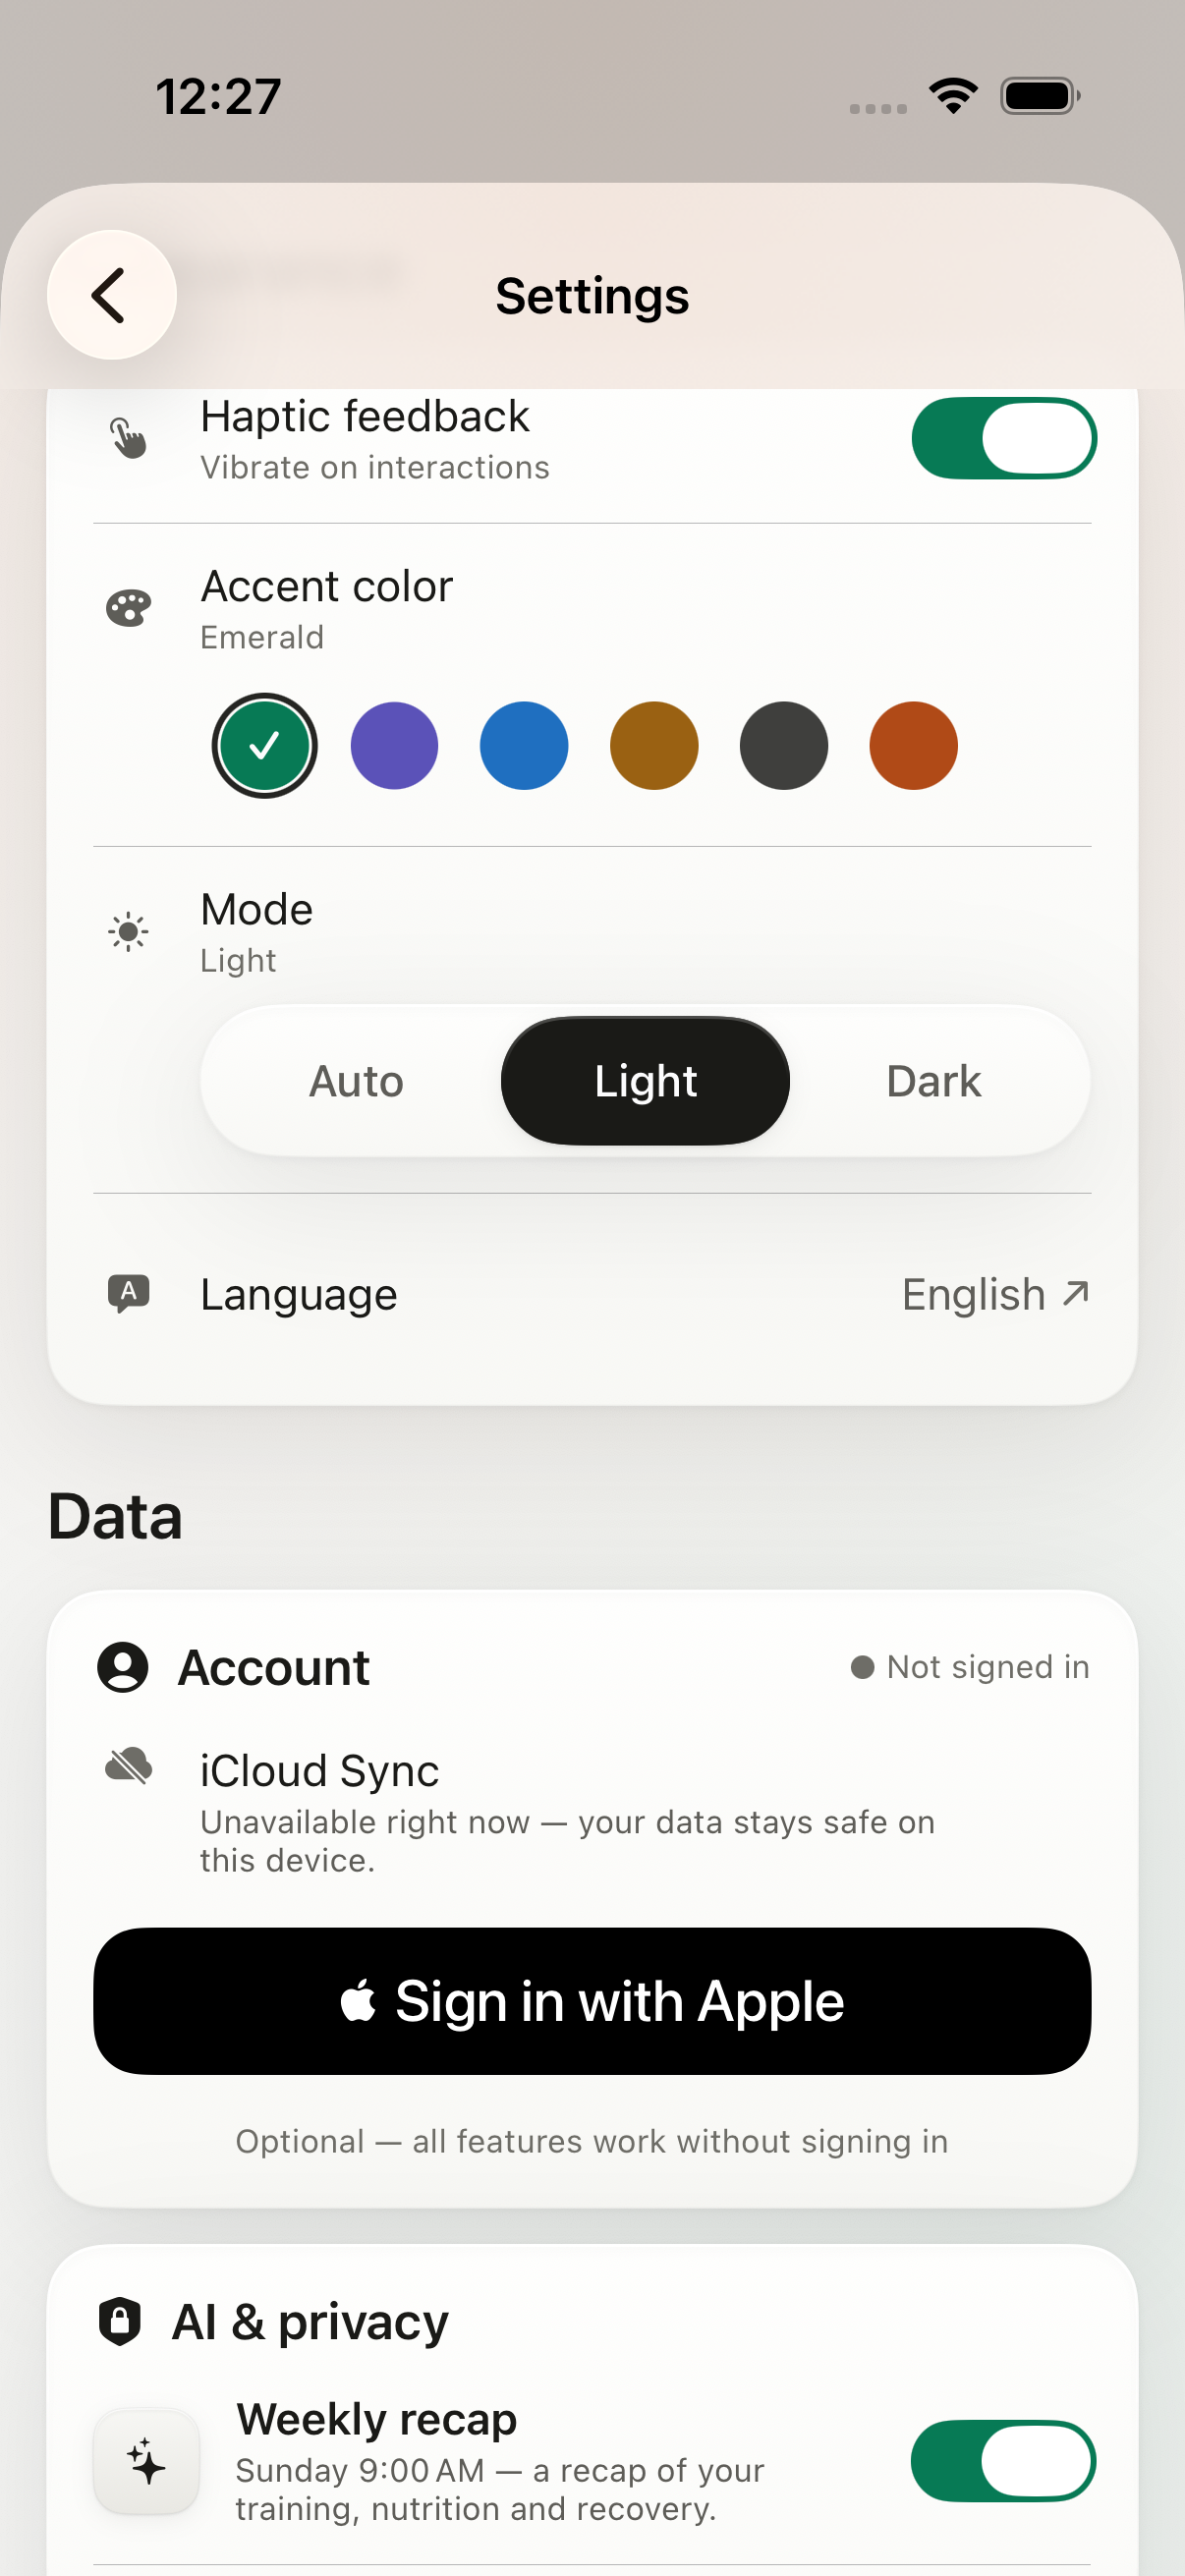 12:27
Settings
Haptic feedback
Vibrate on interactions
Accent color
Emerald
Mode
Light
Auto
Light
Dark
Language
English
Data
Account
Not signed in
iCloud Sync
Unavailable right now — your data stays safe on
this device.
Sign in with Apple
Optional — all features work without signing in
AI & privacy
Weekly recap
Sunday 9:00 AM — a recap of your
training, nutrition and recovery.